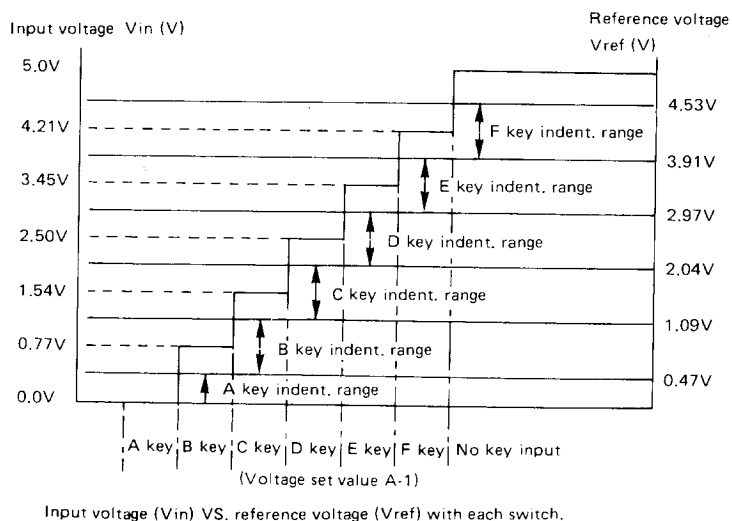 Input voltage Vin (V)
Reference voltage
Vref (V)
5.0V
4.53V
4.21V
F key indent. range
3.91V
3.45V
E key indent. range
2.97V
2.50V
D key indent. range
2.04V
1.54V
C key indent. range
1.09V
0.77V
B key indent. range
0.47V
0.0V
A key indent. range
A key B key C key D key E key F key No key input
(Voltage set value A-1)
Input voltage (Vin) VS. reference voltage (Vref) with each switch.